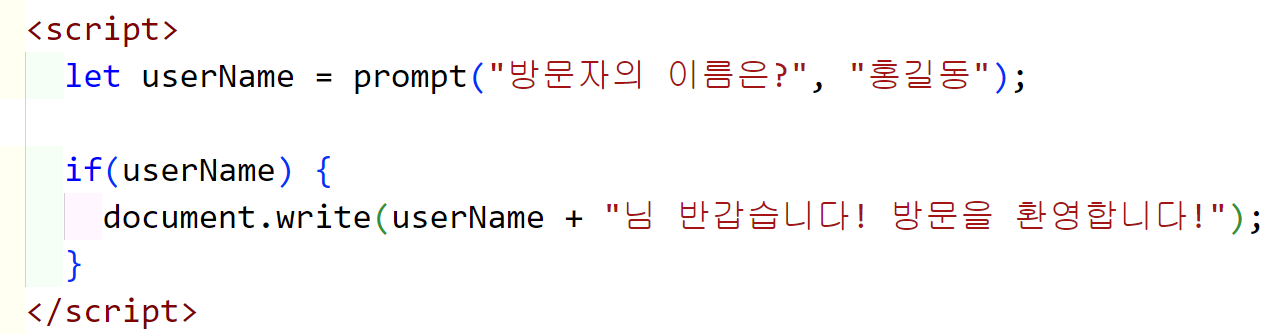 <script>
let userName = prompt("방문자의 이름은?", "홍길동");
if(userName) {
document.write(userName + "님 반갑습니다! 방문을 환영합니다!");
}
</script>